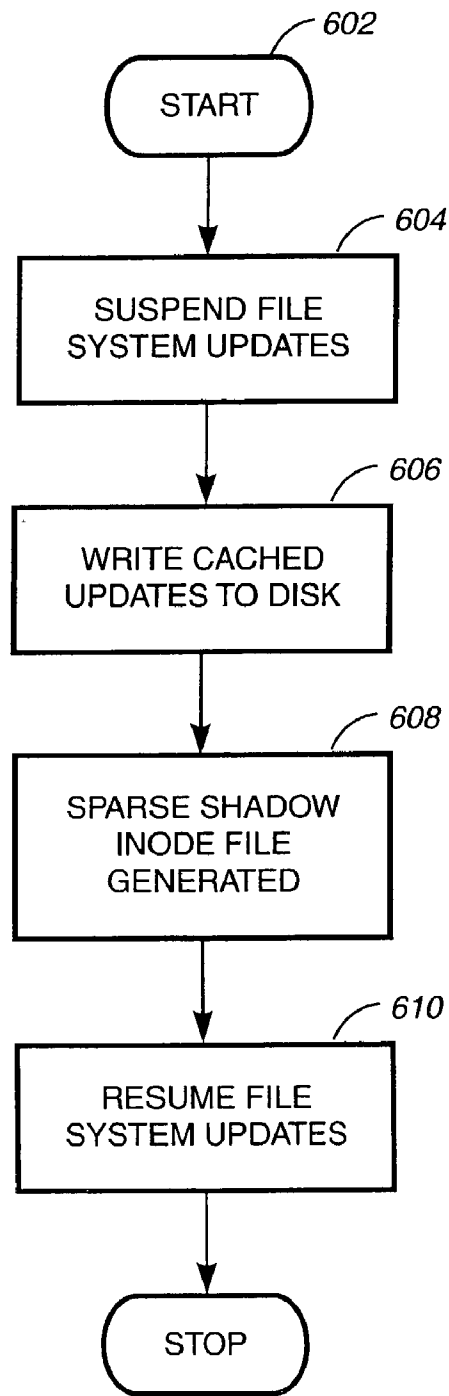 602
START
604
SUSPEND FILE
SYSTEM UPDATES
606
WRITE CACHED
UPDATES TO DISK
608
SPARSE SHADOW
INODE FILE
GENERATED
610
RESUME FILE
SYSTEM UPDATES
STOP